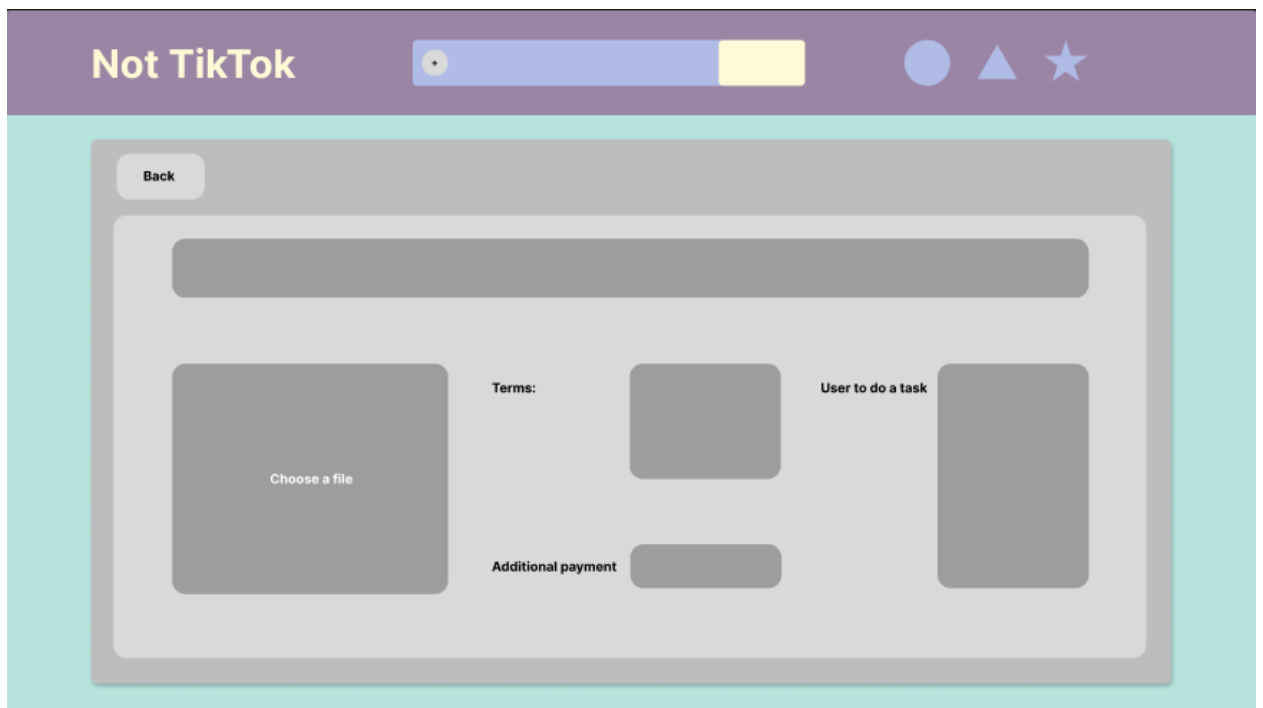 Not TikTok
Back
Choose a file
Terms:
User to do a task
Additional payment